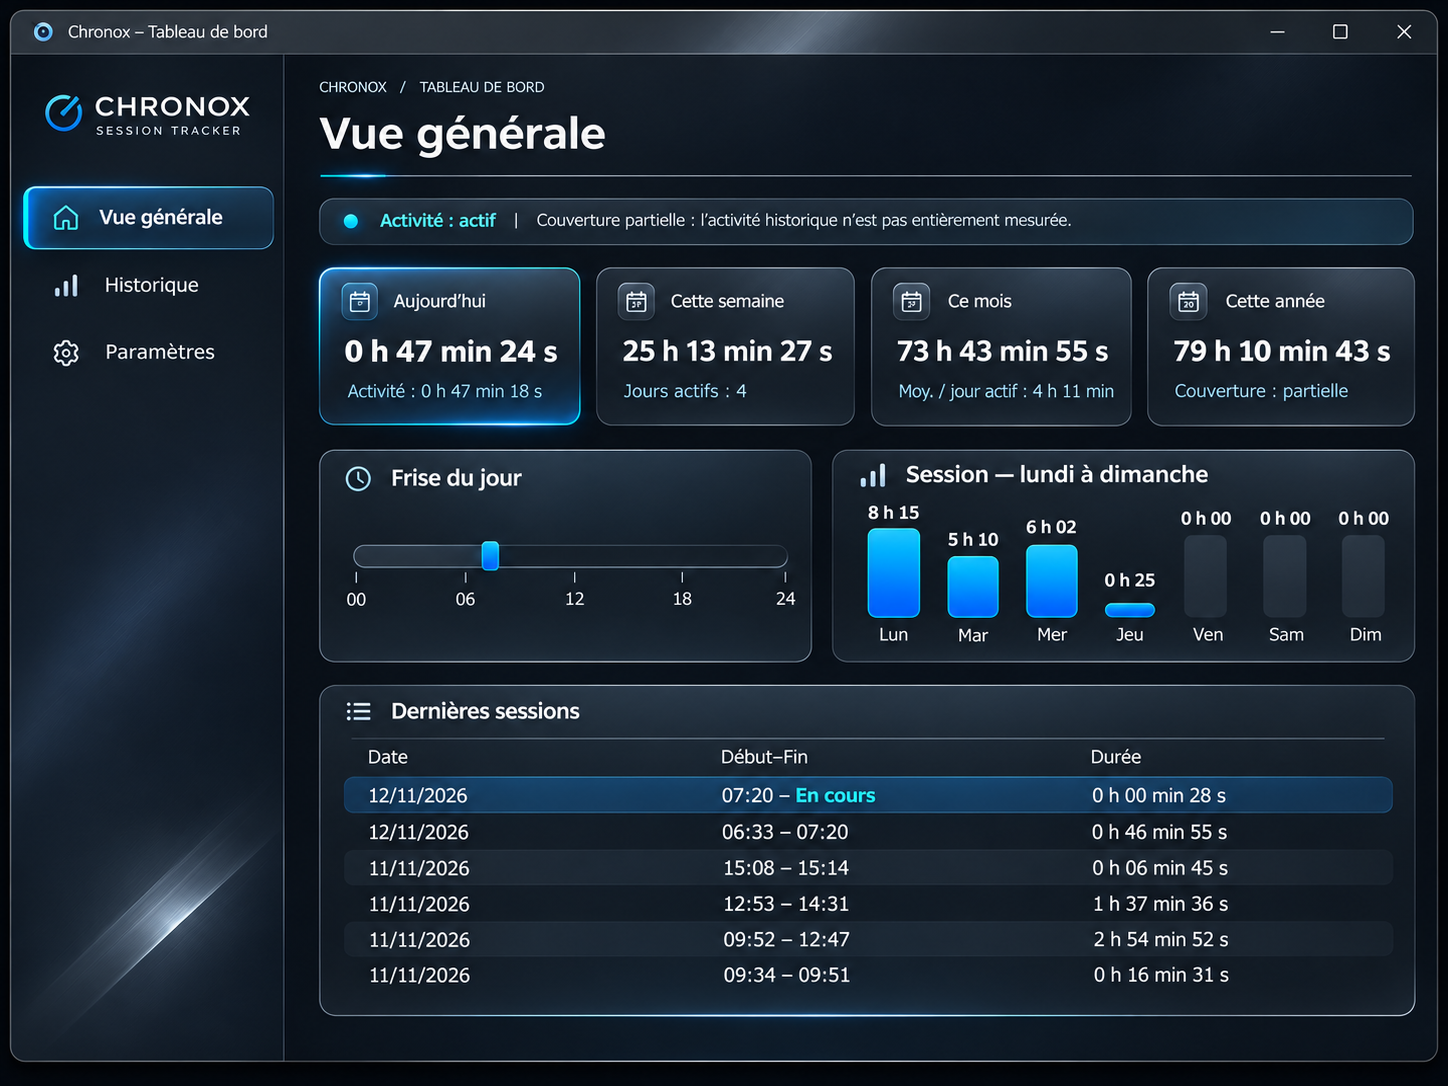 Chronox – Tableau de bord
CHRONOX
SESSION TRACKER
Vue générale
Historique
Paramètres
CHRONOX / TABLEAU DE BORD
Vue générale
Activité : actif | Couverture partielle : l’activité historique n’est pas entièrement mesurée.
Aujourd’hui
0 h 47 min 24 s
Activité : 0 h 47 min 18 s
Cette semaine
25 h 13 min 27 s
Jours actifs : 4
Ce mois
73 h 43 min 55 s
Moy. / jour actif : 4 h 11 min
20
Cette année
79 h 10 min 43 s
Couverture : partielle
Frise du jour
00 06 12 18 24
Session — lundi à dimanche
8 h 15 5 h 10 6 h 02 0 h 25 0 h 00 0 h 00 0 h 00
Lun Mar Mer Jeu Ven Sam Dim
Dernières sessions
Date Début–Fin Durée
12/11/2026 07:20 – En cours 0 h 00 min 28 s
12/11/2026 06:33 – 07:20 0 h 46 min 55 s
11/11/2026 15:08 – 15:14 0 h 06 min 45 s
11/11/2026 12:53 – 14:31 1 h 37 min 36 s
11/11/2026 09:52 – 12:47 2 h 54 min 52 s
11/11/2026 09:34 – 09:51 0 h 16 min 31 s